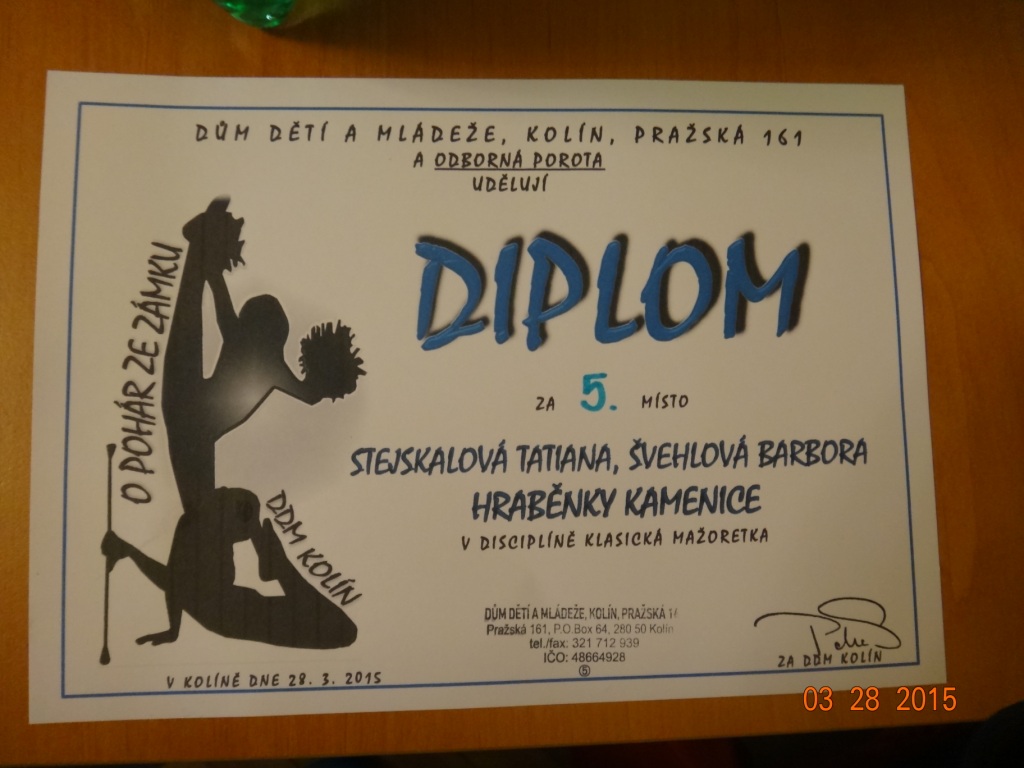 DŮM DĚTÍ A MLÁDEŽE, KOLÍN, PRAŽSKÁ 161
A ODBORNÁ POROTA
UDĚLUJÍ
DIPLOM
O POHÁR ZE ZÁMKU
ZA 5. MÍSTO
STEJSKALOVÁ TATIANA, ŠVEHLOVÁ BARBORA
HRABĚNKY KAMENICE
V DISCIPLÍNĚ KLASICKÁ MAŽORETKA
DDM KOLÍN
DŮM DĚTÍ A MLÁDEŽE, KOLÍN, PRAŽSKÁ
Pražská 161, P.O.Box 64, 280 50 Kolín
tel./fax: 321 712 939
IČO: 48664928
5
ZA DDM KOLÍN
V KOLÍNĚ DNE 28. 3. 2015
03 28 2015